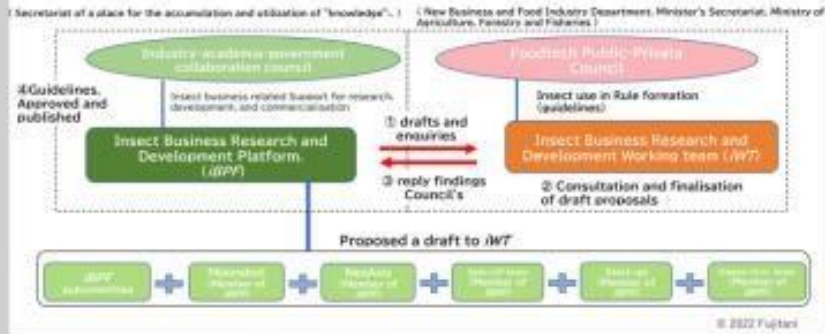 ( Secretariat of a place for the accumulation and utilization of "knowledge".. )
( New Business and Food Industry Department, Minister's Secretariat, Ministry of
Agriculture, Forestry and Fisheries )
Industry-academia-government
collaboration council
Foodtech Public-Private
Council
④Guidelines,
Approved and
published
Insect business related Support for research,
development, and commercialisation
Insect use in Rule formation
(guidelines)
① drafts and
enquiries
Insect Business Research and
Development Platform
(iBPF)
Insect Business Research and
Development Working team (iWT)
③ reply findings
Council's
② Consultation and finalisation
of draft proposals
Proposed a draft to iWT
iBPF
(Member of
(Member of
(Member of
(Member of
(Member of
© 2022 Fujitani